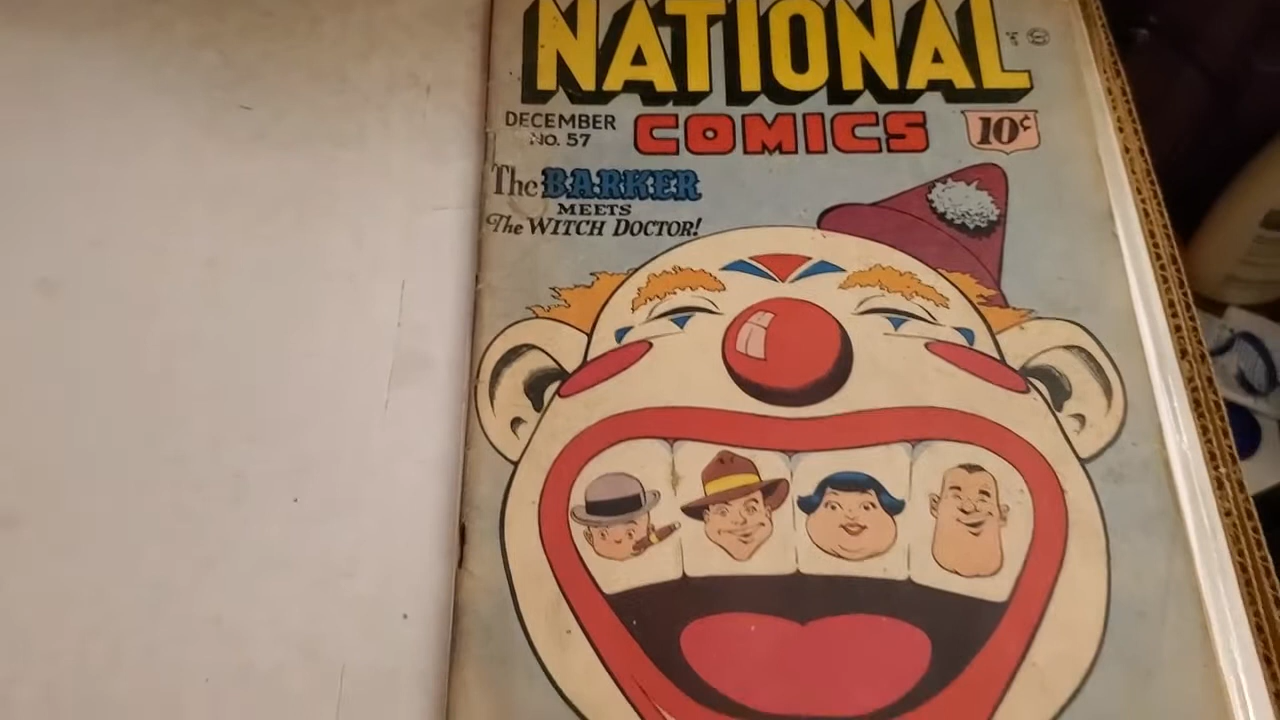 NATIONAL
COMICS
DECEMBER
NO. 57
10¢
The BARKER
MEETS
The WITCH DOCTOR!